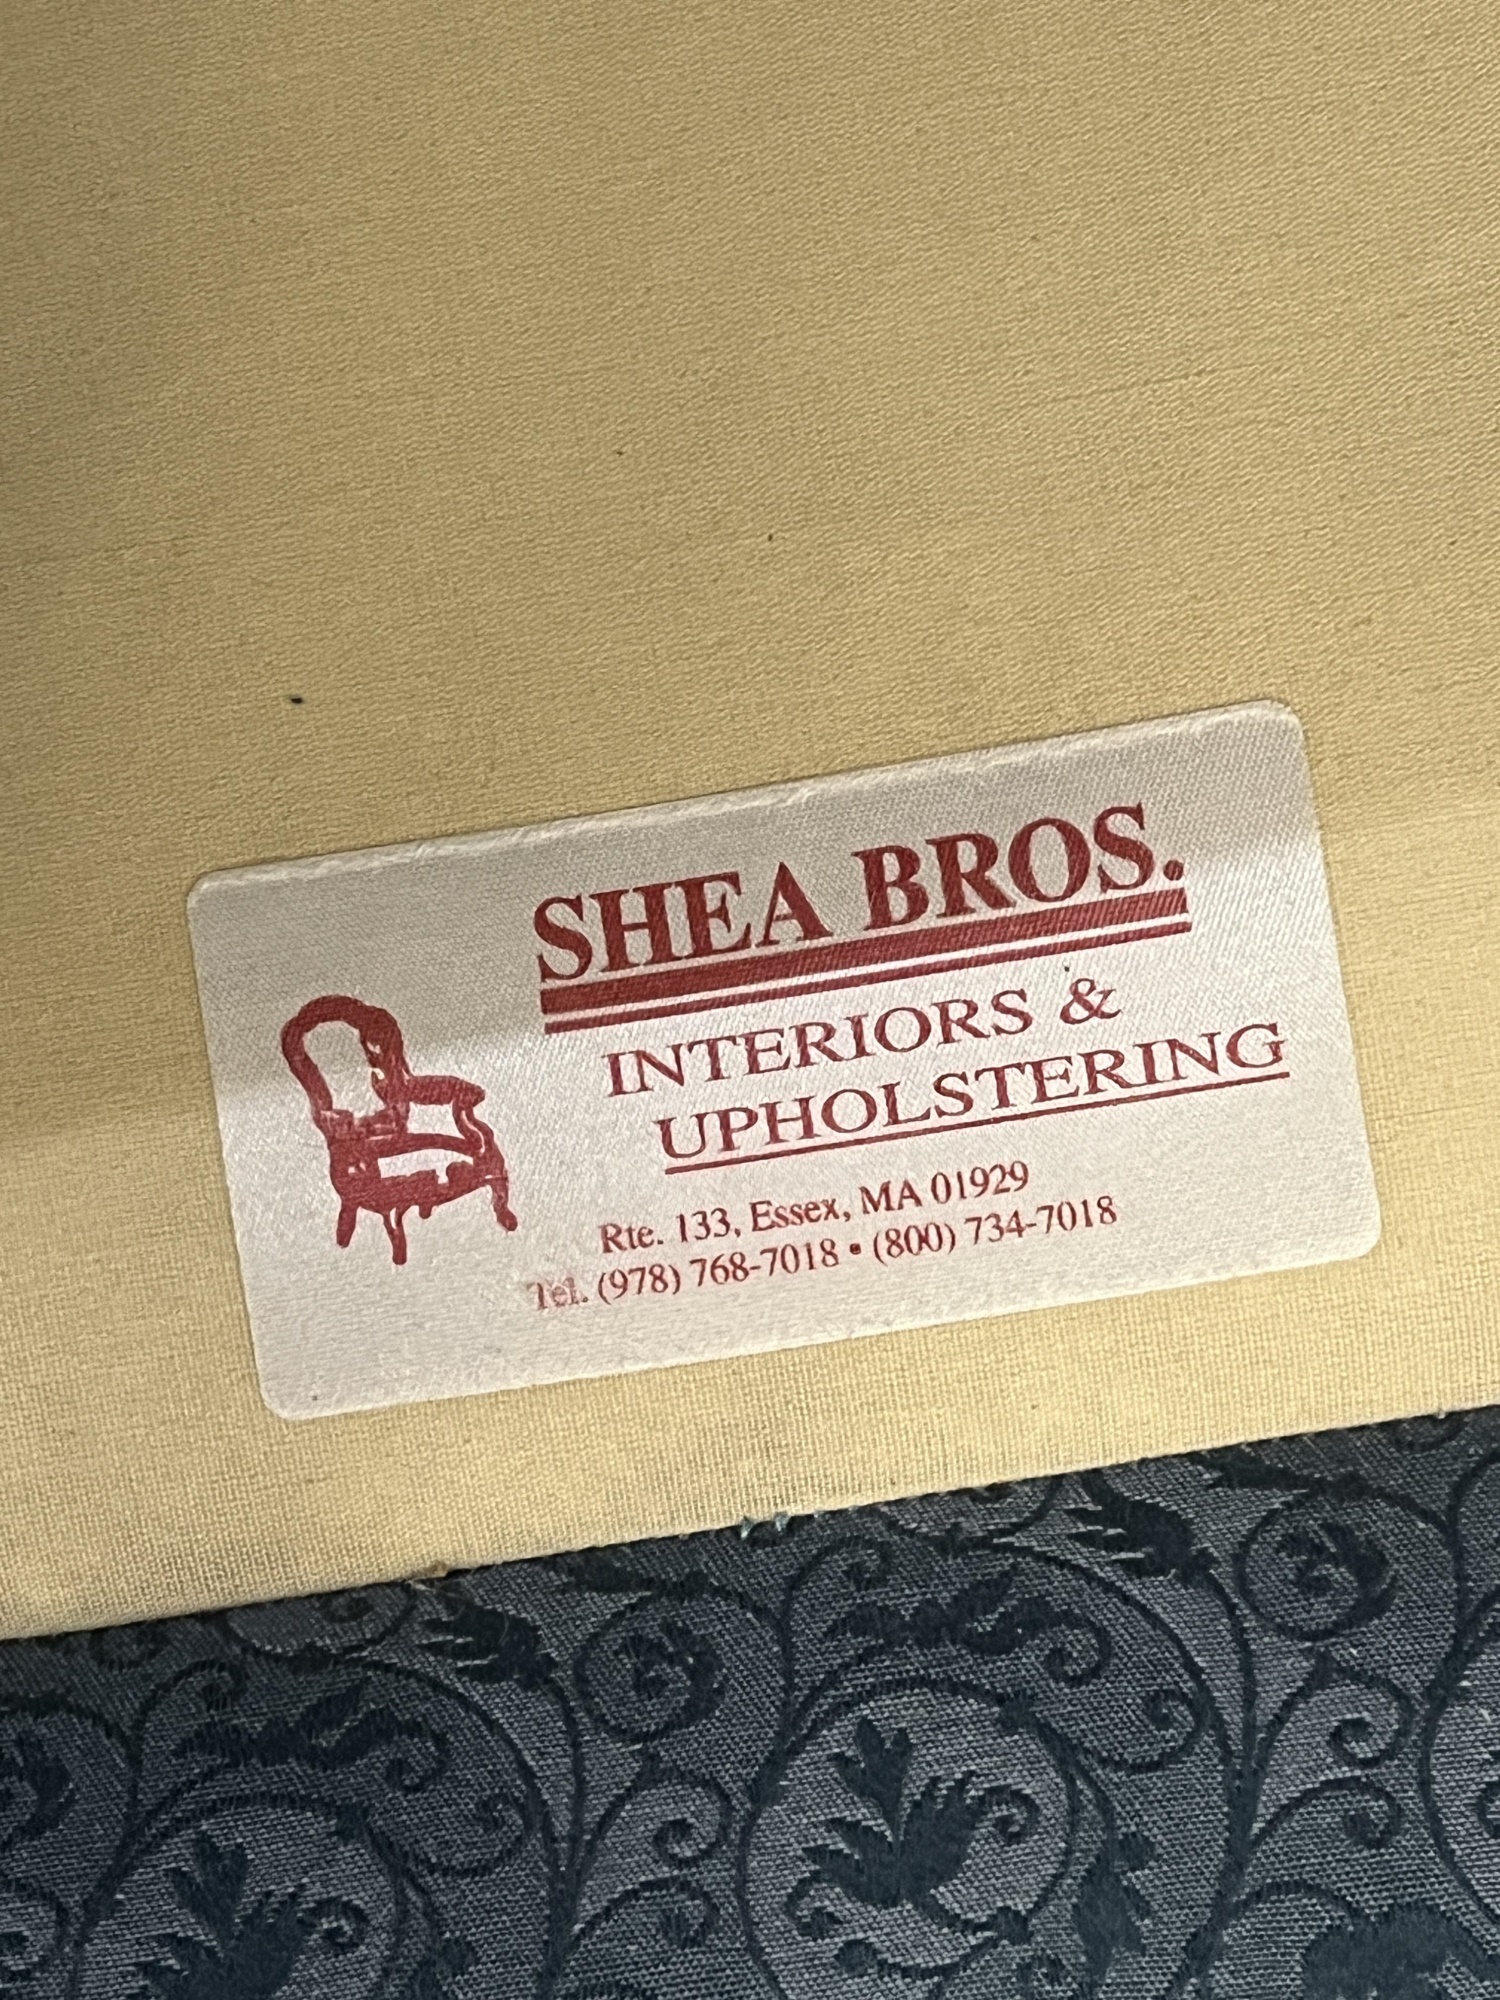 SHEA BROS.
INTERIORS &
UPHOLSTERING
Rte. 133, Essex, MA 01929
Tel. (978) 768-7018 • (800) 734-7018